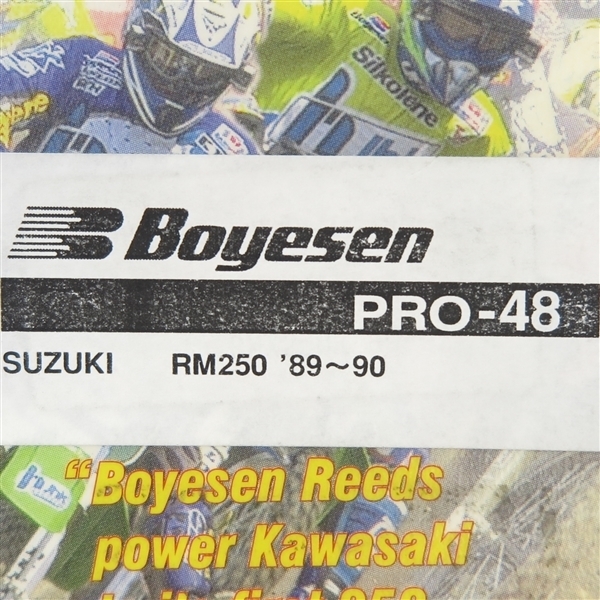 Silkolene
Boyesen
PRO-48
SUZUKI RM250 '89～90
"Boyesen Reeds
power Kawasaki